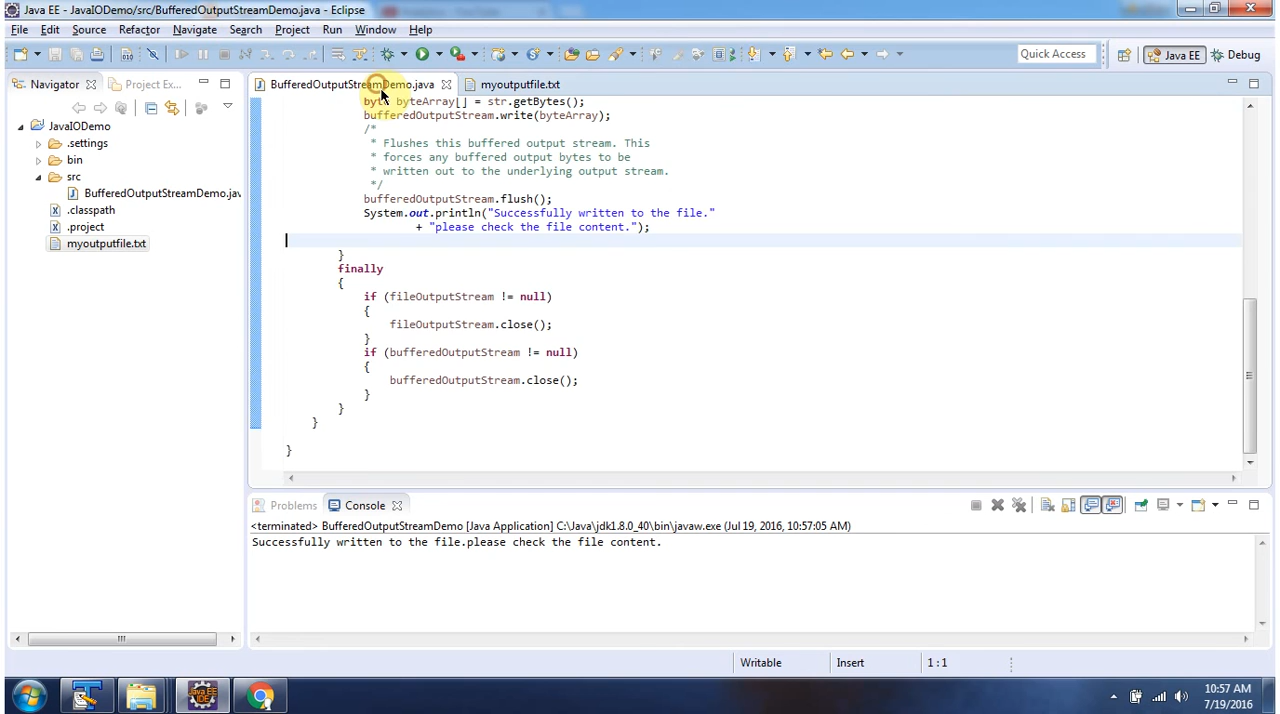 Java EE - JavaIODemo/src/BufferedOutputStreamDemo.java - Eclipse
File Edit Source Refactor Navigate Search Project Run Window Help
Quick Access Java EE Debug
Navigator Project Ex...
BufferedOutputStreamDemo.java myoutputfile.txt
JavaIODemo
.settings
bin
src
BufferedOutputStreamDemo.jav
.classpath
.project
myoutputfile.txt
byte byteArray[] = str.getBytes();
bufferedOutputStream.write(byteArray);
/*
* Flushes this buffered output stream. This
* forces any buffered output bytes to be
* written out to the underlying output stream.
*/
bufferedOutputStream.flush();
System.out.println("Successfully written to the file."
+ "please check the file content.");
}
finally
{
if (fileOutputStream != null)
{
fileOutputStream.close();
}
if (bufferedOutputStream != null)
{
bufferedOutputStream.close();
}
}
}
}
Problems Console
<terminated> BufferedOutputStreamDemo [Java Application] C:\Java\jdk1.8.0_40\bin\javaw.exe (Jul 19, 2016, 10:57:05 AM)
Successfully written to the file.please check the file content.
Writable Insert 1 : 1
Java EE
IDE
10:57 AM
7/19/2016